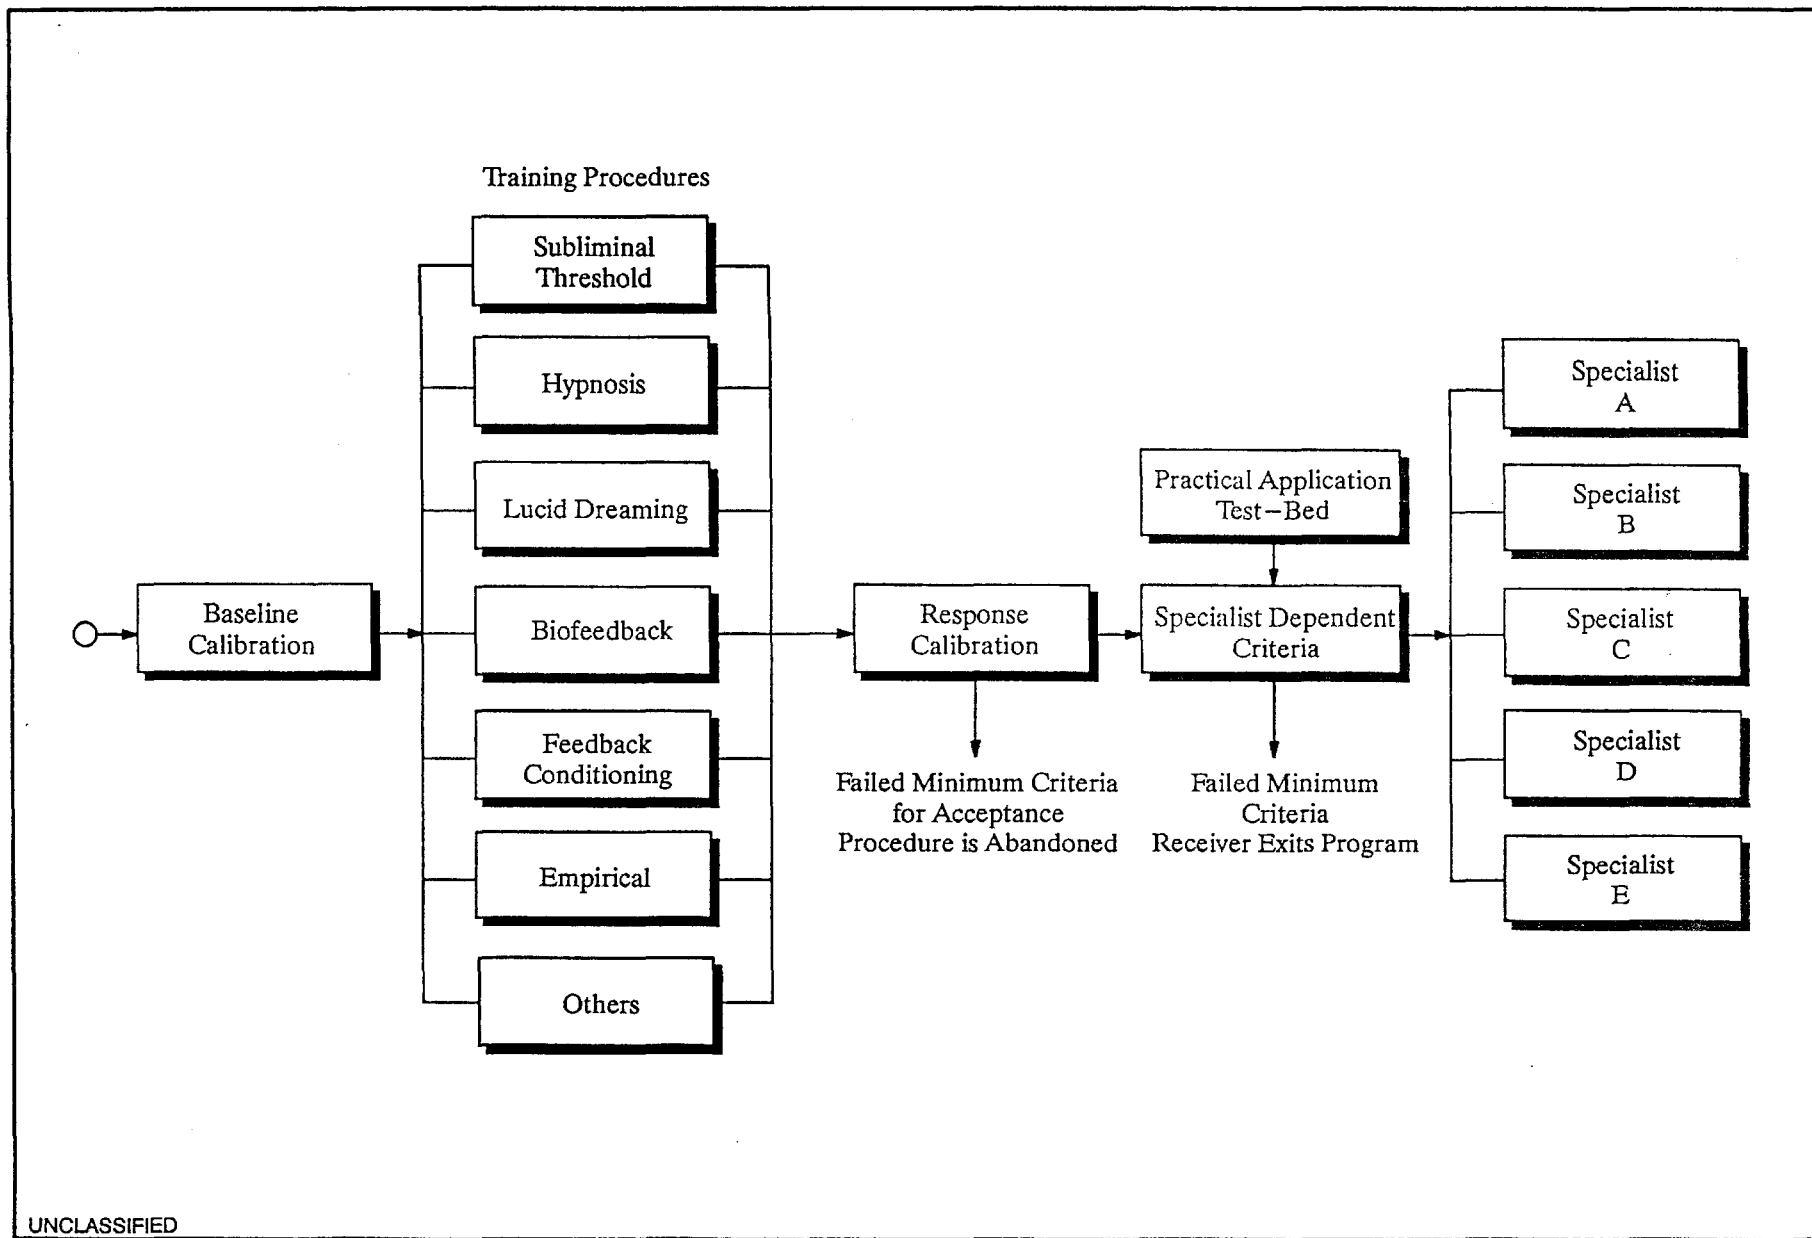 Training Procedures
Subliminal
Threshold
Hypnosis
Lucid Dreaming
Biofeedback
Feedback
Conditioning
Empirical
Others
Baseline
Calibration
Response
Calibration
Failed Minimum Criteria
for Acceptance
Procedure is Abandoned
Practical Application
Test-Bed
Specialist Dependent
Criteria
Failed Minimum
Criteria
Receiver Exits Program
Specialist
A
Specialist
B
Specialist
C
Specialist
D
Specialist
E
UNCLASSIFIED